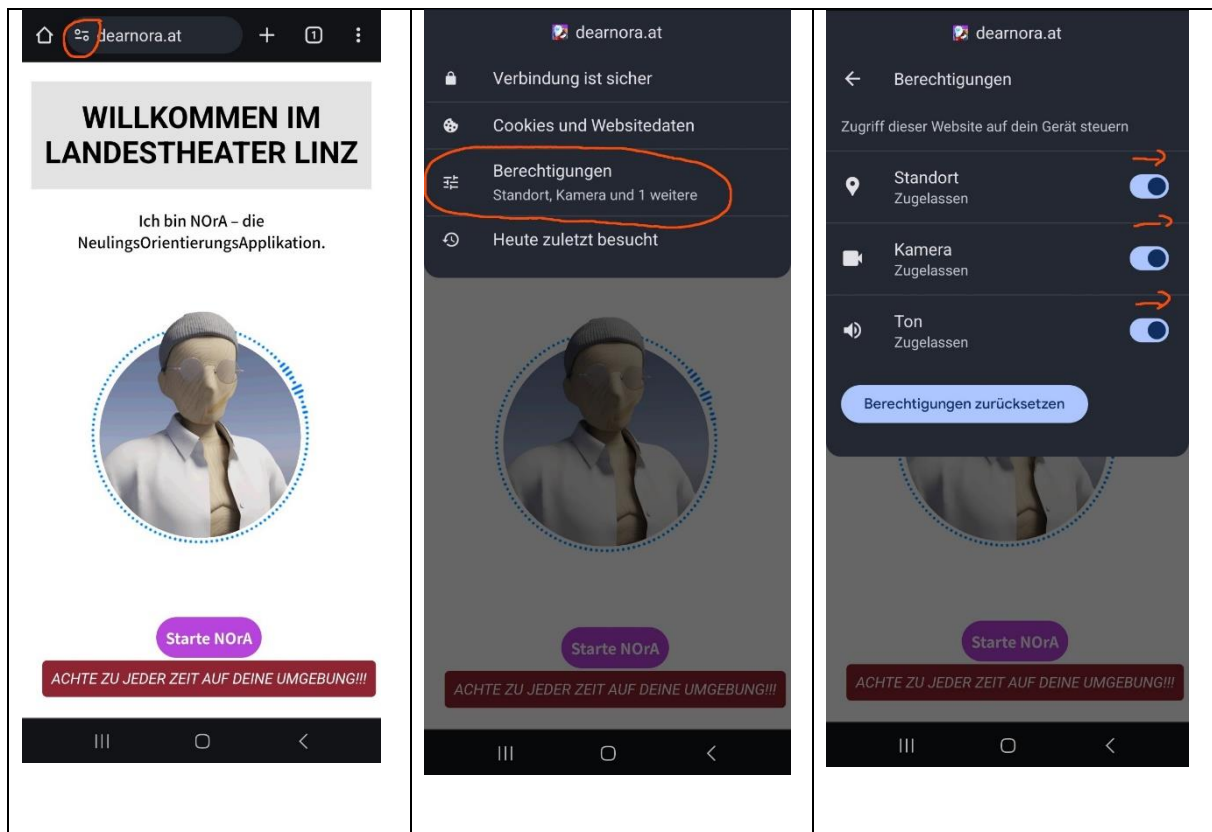 dearnora.at
1
WILLKOMMEN IM
LANDESTHEATER LINZ
Ich bin NOrA – die
NeulingsOrientierungsApplikation.
Starte NOrA
ACHTE ZU JEDER ZEIT AUF DEINE UMGEBUNG!!!
dearnora.at
Verbindung ist sicher
Cookies und Websitedaten
Berechtigungen
Standort, Kamera und 1 weitere
Heute zuletzt besucht
Starte NOrA
ACHTE ZU JEDER ZEIT AUF DEINE UMGEBUNG!!!
dearnora.at
Berechtigungen
Zugriff dieser Website auf dein Gerät steuern
Standort
Zugelassen
Kamera
Zugelassen
Ton
Zugelassen
Berechtigungen zurücksetzen
Starte NOrA
ACHTE ZU JEDER ZEIT AUF DEINE UMGEBUNG!!!